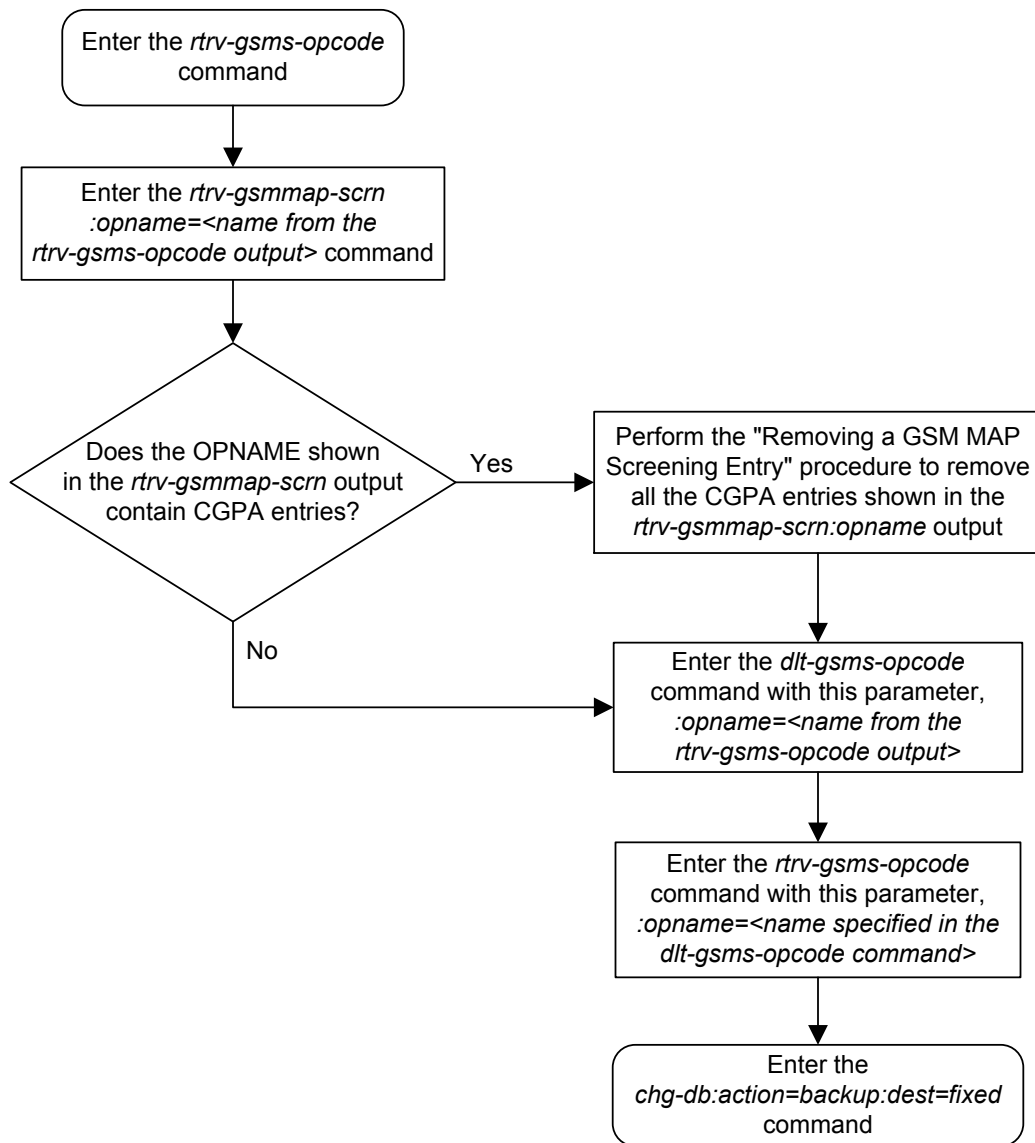 Enter the rtrv-gsms-opcode
command
Enter the rtrv-gsmmap-scrn
:opname=<name from the
rtrv-gsms-opcode output> command
Does the OPNAME shown
in the rtrv-gsmmap-scrn output
contain CGPA entries?
Yes
Perform the "Removing a GSM MAP
Screening Entry" procedure to remove
all the CGPA entries shown in the
rtrv-gsmmap-scrn:opname output
No
Enter the dlt-gsms-opcode
command with this parameter,
:opname=<name from the
rtrv-gsms-opcode output>
Enter the rtrv-gsms-opcode
command with this parameter,
:opname=<name specified in the
dlt-gsms-opcode command>
Enter the
chg-db:action=backup:dest=fixed
command